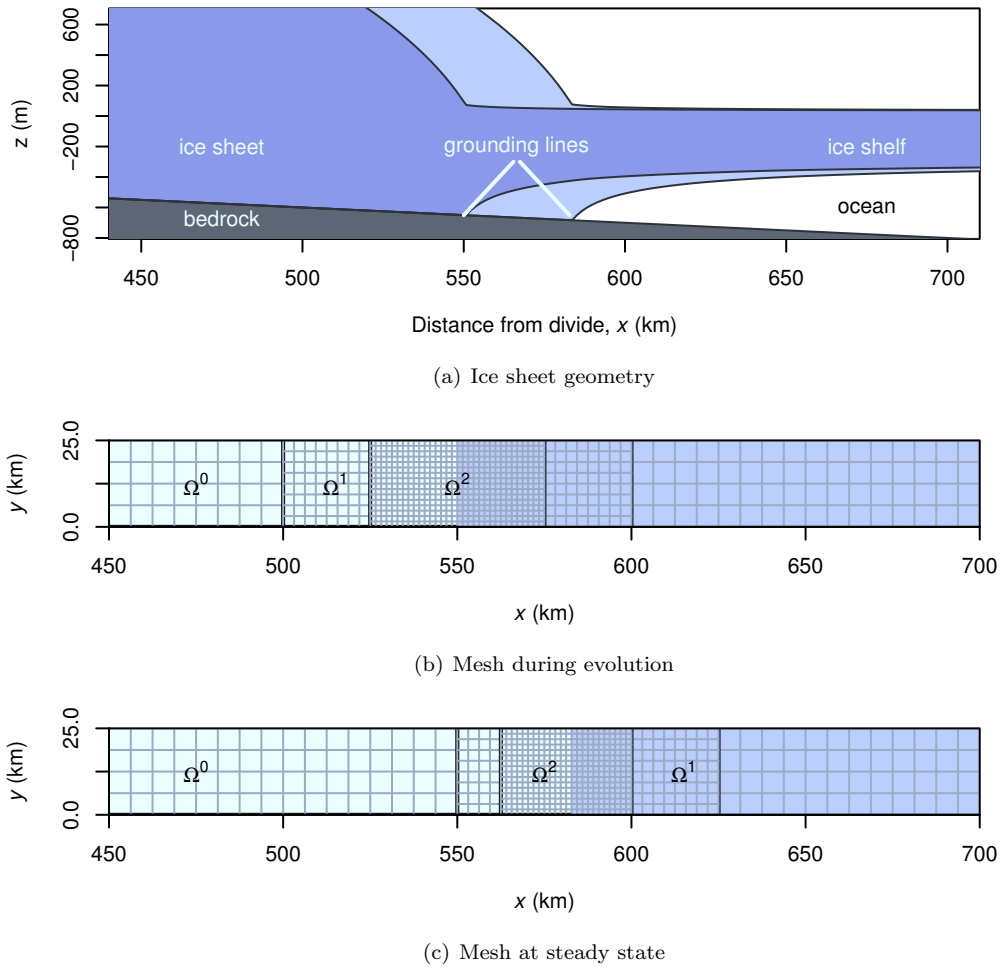 600
200
−200
−800
z (m)
ice sheet
grounding lines
ice shelf
bedrock
ocean
450 500 550 600 650 700
Distance from divide, x (km)
(a) Ice sheet geometry
25.0
0.0
y (km)
Ω⁰ Ω¹ Ω²
450 500 550 600 650 700
x (km)
(b) Mesh during evolution
25.0
0.0
y (km)
Ω⁰ Ω² Ω¹
450 500 550 600 650 700
x (km)
(c) Mesh at steady state